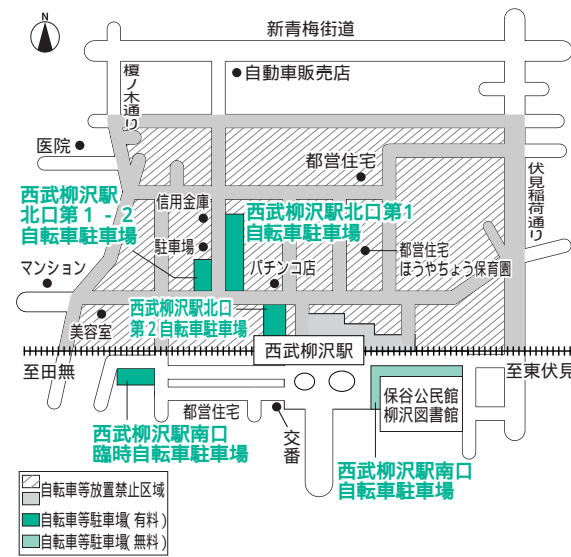 N
新青梅街道
榎ノ木通り
自動車販売店
医院
都営住宅
伏見稲荷通り
西武柳沢駅
北口第1-2
自転車駐車場
信用金庫
西武柳沢駅北口第1
自転車駐車場
駐車場
都営住宅
ほうやちょう保育園
マンション
パチンコ店
西武柳沢駅北口
第2自転車駐車場
美容室
西武柳沢駅
至田無
至東伏見
保谷公民館
柳沢図書館
都営住宅
交番
西武柳沢駅南口
臨時自転車駐車場
西武柳沢駅南口
自転車駐車場
自転車等放置禁止区域
自転車等駐車場(有料)
自転車等駐車場(無料)